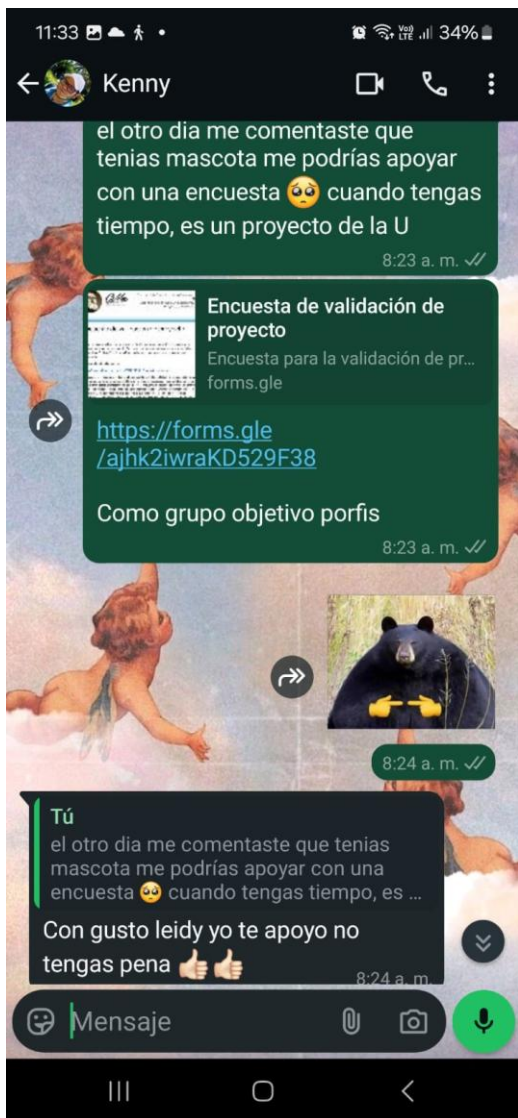 11:33
34%
Kenny
el otro dia me comentaste que
tenias mascota me podrías apoyar
con una encuesta 🥺 cuando tengas
tiempo, es un proyecto de la U
8:23 a. m.
Encuesta de validación de
proyecto
Encuesta para la validación de pr...
forms.gle
https://forms.gle
/ajhk2iwraKD529F38
Como grupo objetivo porfis
8:23 a. m.
8:24 a. m.
Tú
el otro dia me comentaste que tenias
mascota me podrías apoyar con una
encuesta 🥺 cuando tengas tiempo, es ...
Con gusto leidy yo te apoyo no
tengas pena 👍🏻👍🏻
8:24 a. m.
Mensaje